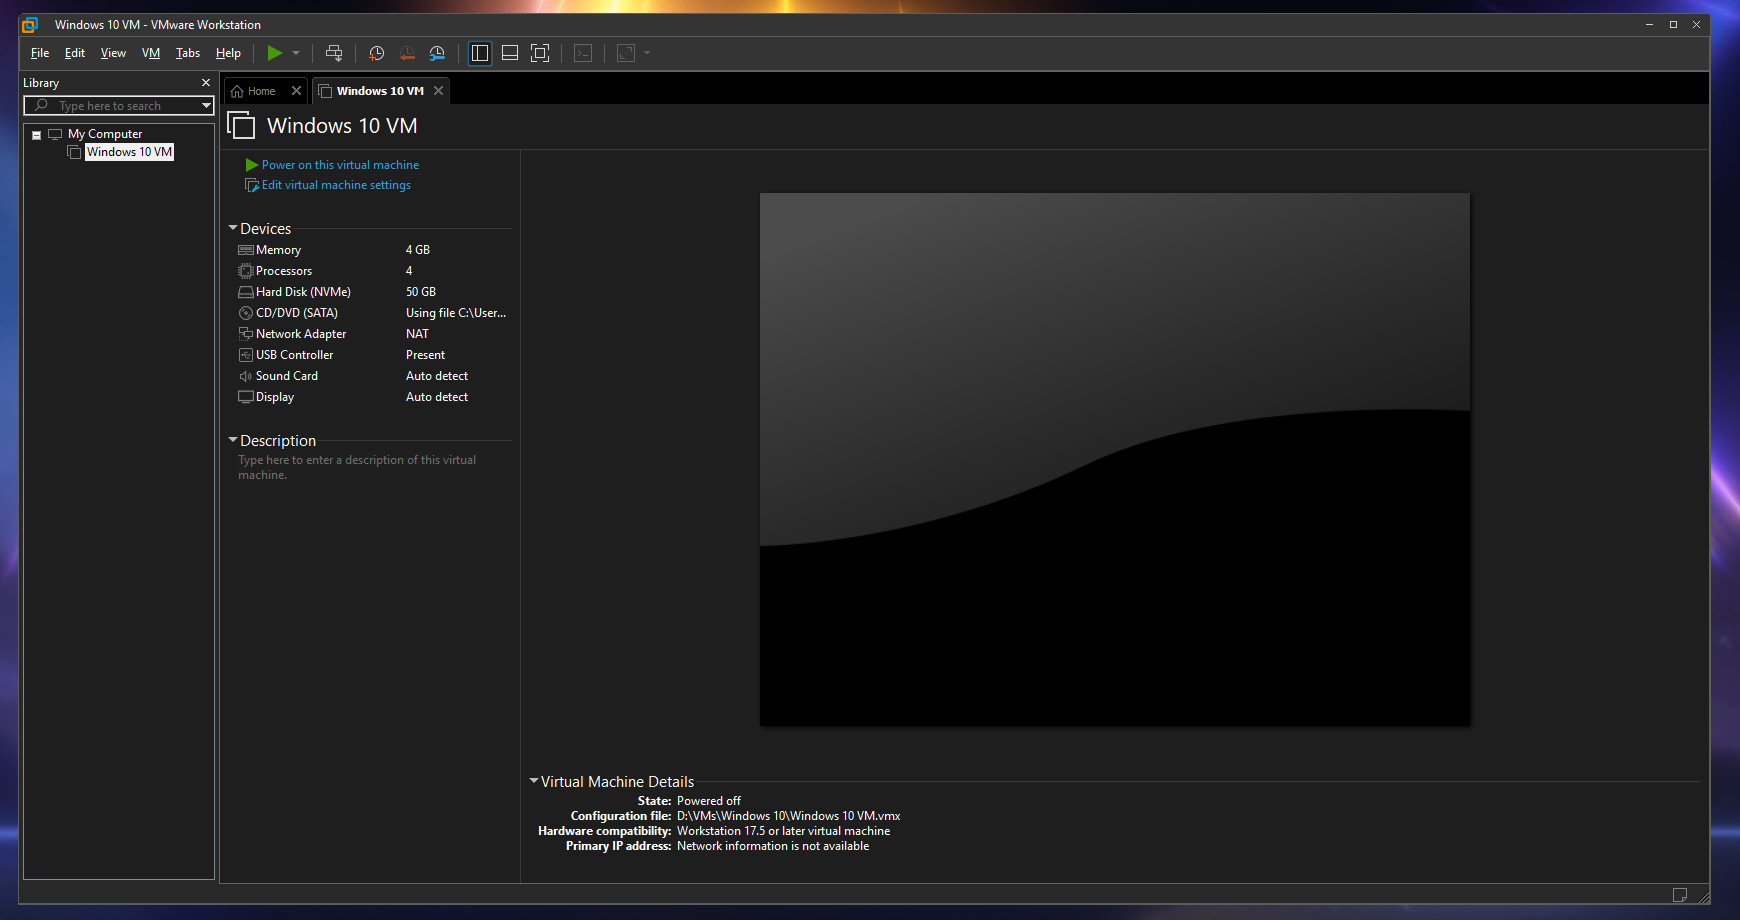 Windows 10 VM - VMware Workstation
File Edit View VM Tabs Help
Library
Type here to search
My Computer
Windows 10 VM
Home
Windows 10 VM
Windows 10 VM
Power on this virtual machine
Edit virtual machine settings
Devices
Memory 4 GB
Processors 4
Hard Disk (NVMe) 50 GB
CD/DVD (SATA) Using file C:\User...
Network Adapter NAT
USB Controller Present
Sound Card Auto detect
Display Auto detect
Description
Type here to enter a description of this virtual
machine.
Virtual Machine Details
State: Powered off
Configuration file: D:\VMs\Windows 10\Windows 10 VM.vmx
Hardware compatibility: Workstation 17.5 or later virtual machine
Primary IP address: Network information is not available